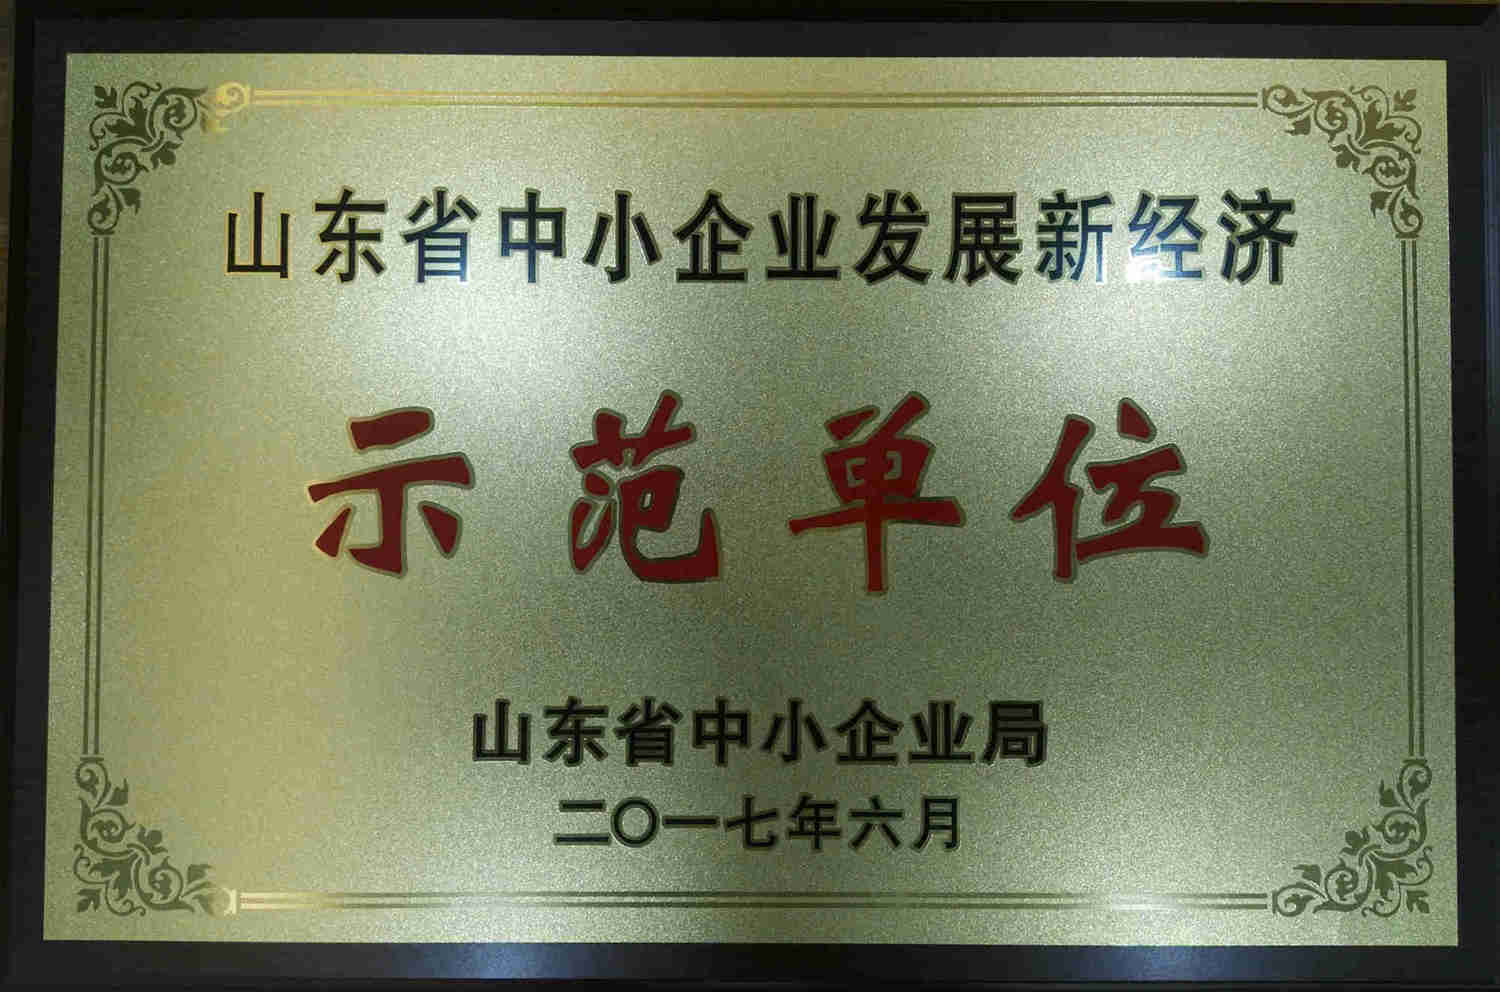 山东省中小企业发展新经济
示范单位
山东省中小企业局
二〇一七年六月